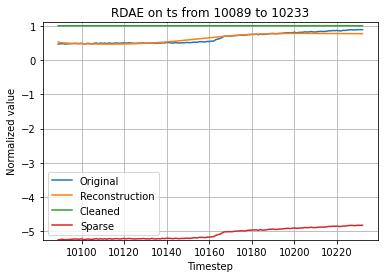 RDAE on ts from 10089 to 10233
Normalized value
1
0
−1
−2
−3
−4
−5
Original
Reconstruction
Cleaned
Sparse
10100 10120 10140 10160 10180 10200 10220
Timestep